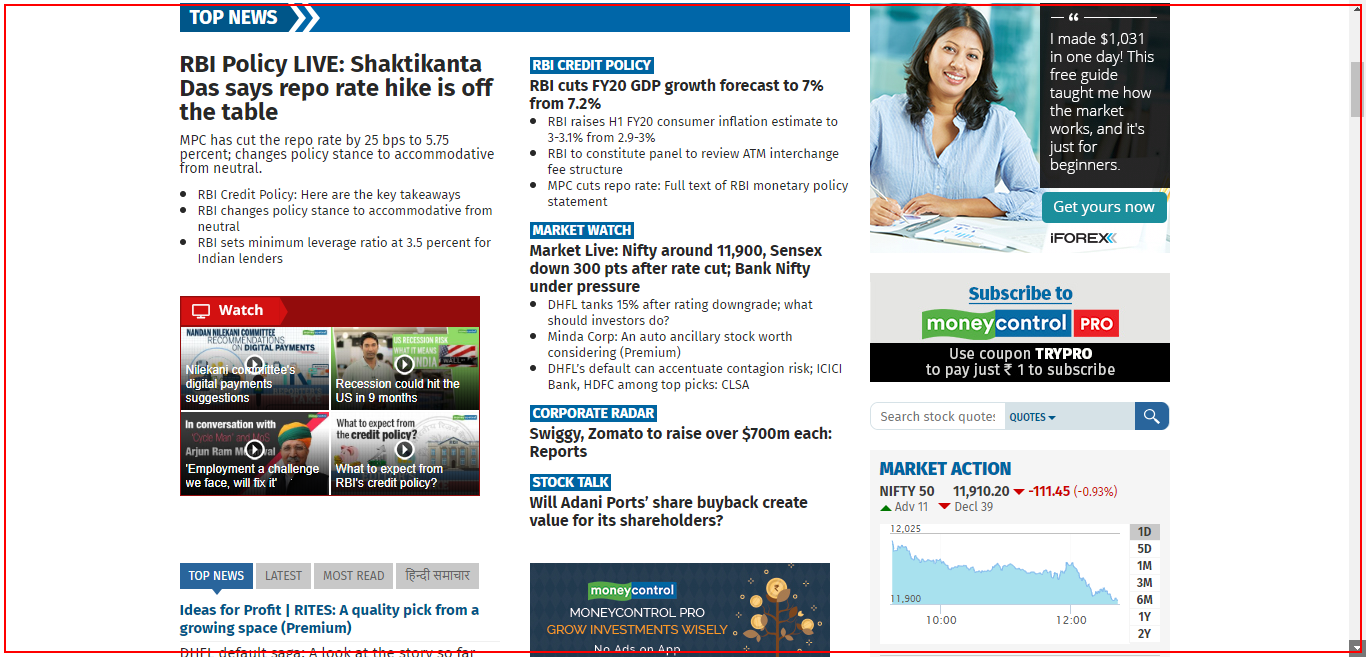 TOP NEWS
RBI Policy LIVE: Shaktikanta
Das says repo rate hike is off
the table
MPC has cut the repo rate by 25 bps to 5.75
percent; changes policy stance to accommodative
from neutral.
RBI Credit Policy: Here are the key takeaways
RBI changes policy stance to accommodative from
neutral
RBI sets minimum leverage ratio at 3.5 percent for
Indian lenders
Watch
NANDAN NILEKANI COMMITTEE
RECOMMENDATIONS
ON DIGITAL PAYMENTS
Nilekani committee's
digital payments
suggestions
US RECESSION RISK
WHAT IT MEANS
INDIA
Recession could hit the
US in 9 months
In conversation with
'Cycle Man' and MoS
Arjun Ram
'Employment a challenge
we face, will fix it'
What to expect from
the credit policy?
What to expect from
RBI's credit policy?
TOP NEWS
LATEST
MOST READ
हिन्दी समाचार
Ideas for Profit | RITES: A quality pick from a
growing space (Premium)
DHFL default saga: A look at the story so far
RBI CREDIT POLICY
RBI cuts FY20 GDP growth forecast to 7%
from 7.2%
RBI raises H1 FY20 consumer inflation estimate to
3-3.1% from 2.9-3%
RBI to constitute panel to review ATM interchange
fee structure
MPC cuts repo rate: Full text of RBI monetary policy
statement
MARKET WATCH
Market Live: Nifty around 11,900, Sensex
down 300 pts after rate cut; Bank Nifty
under pressure
DHFL tanks 15% after rating downgrade; what
should investors do?
Minda Corp: An auto ancillary stock worth
considering (Premium)
DHFL’s default can accentuate contagion risk; ICICI
Bank, HDFC among top picks: CLSA
CORPORATE RADAR
Swiggy, Zomato to raise over $700m each:
Reports
STOCK TALK
Will Adani Ports’ share buyback create
value for its shareholders?
moneycontrol
MONEYCONTROL PRO
GROW INVESTMENTS WISELY
No Ads on App
“
I made $1,031
in one day! This
free guide
taught me how
the market
works, and it's
just for
beginners.
Get yours now
iFOREX
Subscribe to
moneycontrol PRO
Use coupon TRYPRO
to pay just ₹ 1 to subscribe
Search stock quotes
QUOTES
MARKET ACTION
NIFTY 50 11,910.20 -111.45 (-0.93%)
Adv 11 Decl 39
12,025
11,900
10:00 12:00
1D
5D
1M
3M
6M
1Y
2Y